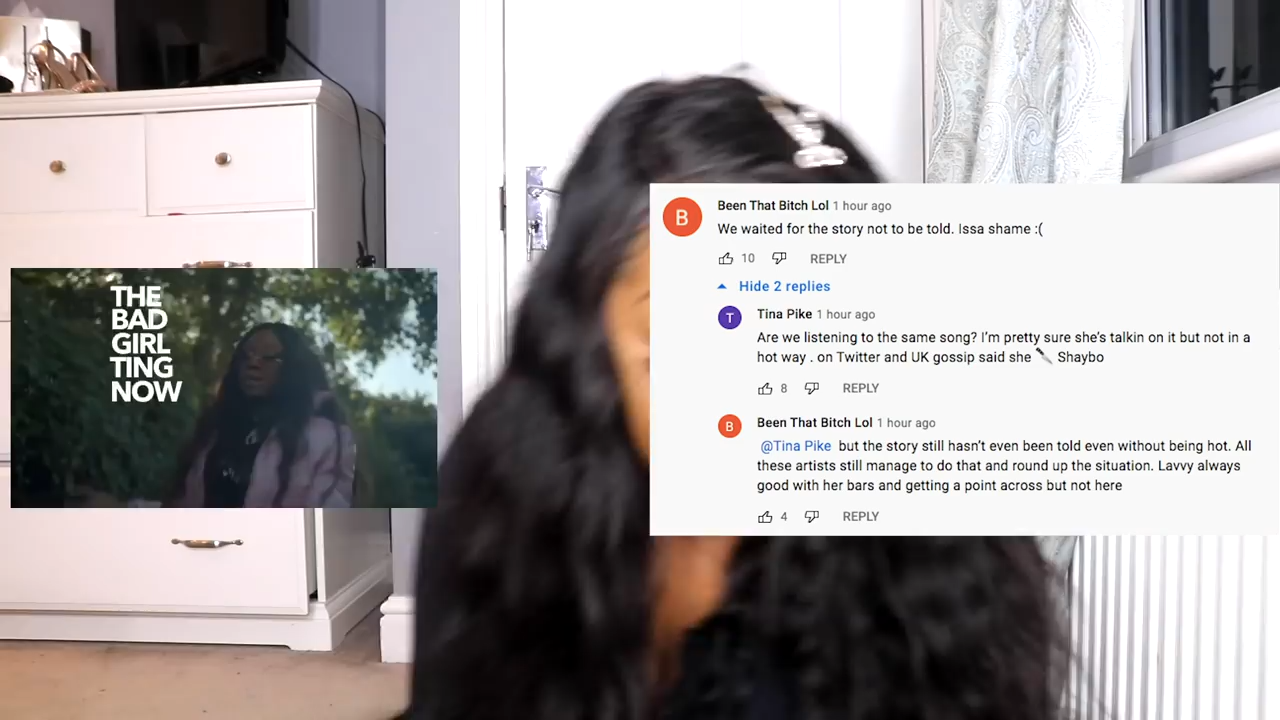 THE
BAD
GIRL
TING
NOW
B
Been That Bitch Lol 1 hour ago
We waited for the story not to be told. Issa shame :(
10 REPLY
Hide 2 replies
T
Tina Pike 1 hour ago
Are we listening to the same song? I'm pretty sure she's talkin on it but not in a
hot way . on Twitter and UK gossip said she 🔪 Shaybo
8 REPLY
B
Been That Bitch Lol 1 hour ago
@Tina Pike but the story still hasn't even been told even without being hot. All
these artists still manage to do that and round up the situation. Lavvy always
good with her bars and getting a point across but not here
4 REPLY